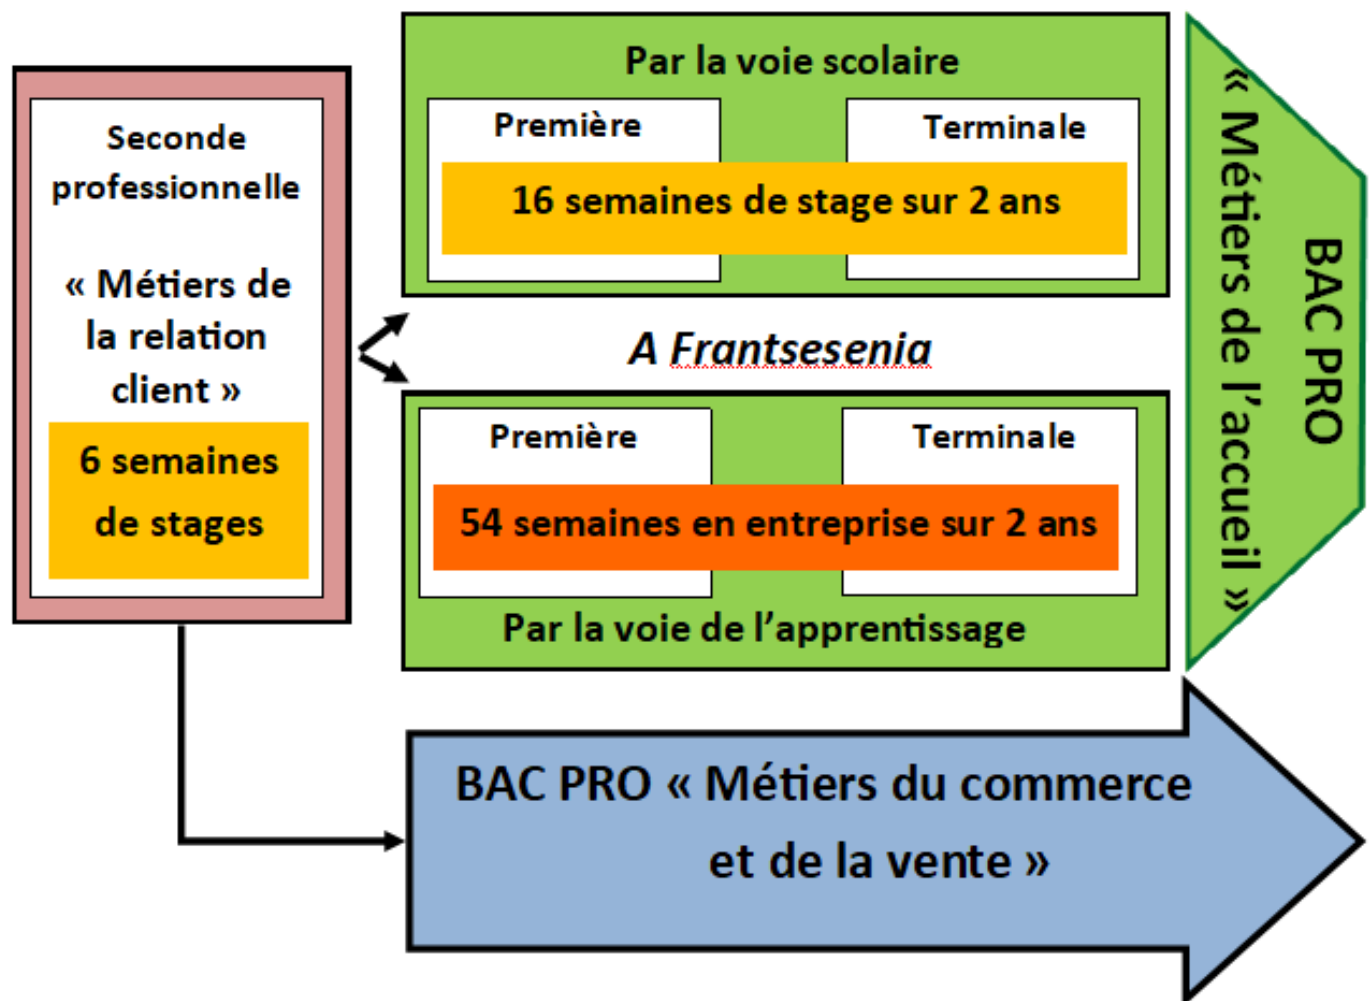 Seconde
professionnelle
« Métiers de
la relation
client »
6 semaines
de stages
Par la voie scolaire
Première
Terminale
16 semaines de stage sur 2 ans
A Frantsesenia
Première
Terminale
54 semaines en entreprise sur 2 ans
Par la voie de l’apprentissage
BAC PRO
« Métiers de l’accueil »
BAC PRO « Métiers du commerce
et de la vente »